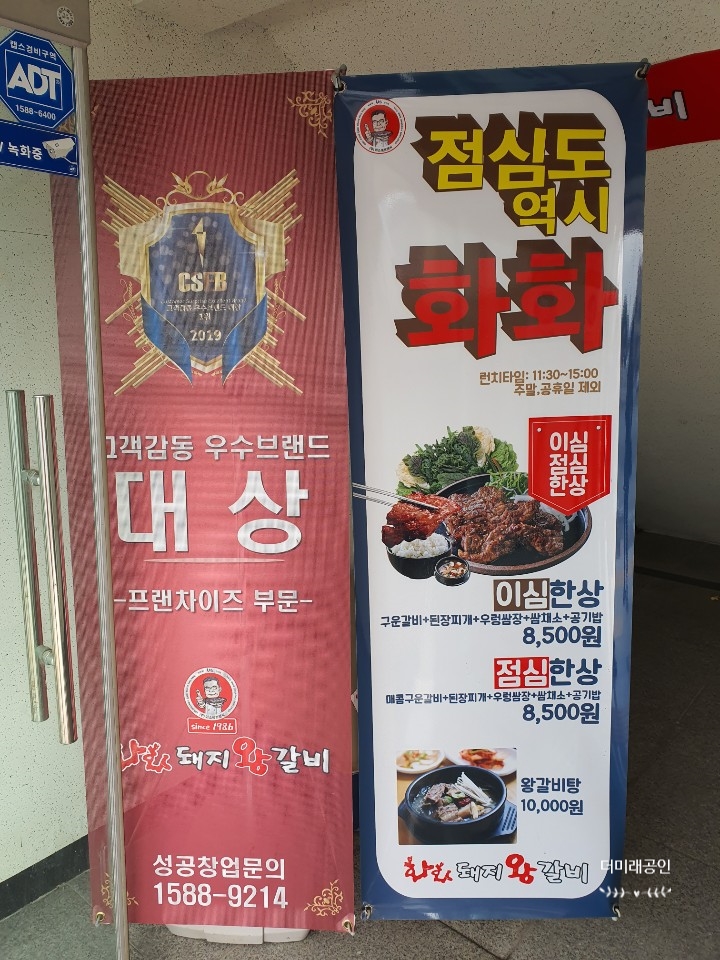 캡스경비구역
ADT
1588-6400
녹화중
CSFB
2019
고객감동 우수브랜드
대상
-프랜차이즈 부문-
since 1986
화화 돼지 왕 갈비
성공창업문의
1588-9214
점심도
역시
화화
런치타임: 11:30~15:00
주말,공휴일 제외
이심
점심
한상
이심한상
구운갈비+된장찌개+우렁쌈장+쌈채소+공기밥
8,500원
점심한상
매콤구운갈비+된장찌개+우렁쌈장+쌈채소+공기밥
8,500원
왕갈비탕
10,000원
화화 돼지 왕 갈비
비
더미래공인